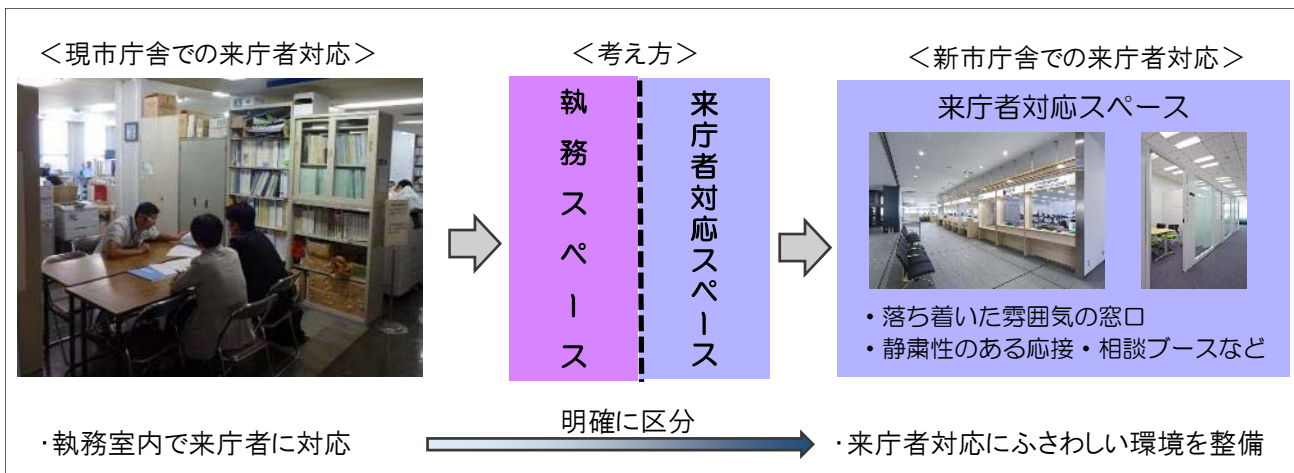 ＜現市庁舎での来庁者対応＞
＜考え方＞
＜新市庁舎での来庁者対応＞
執務スペース
来庁者対応スペース
来庁者対応スペース
・落ち着いた雰囲気の窓口
・静粛性のある応接・相談ブースなど
・執務室内で来庁者に対応
明確に区分
・来庁者対応にふさわしい環境を整備